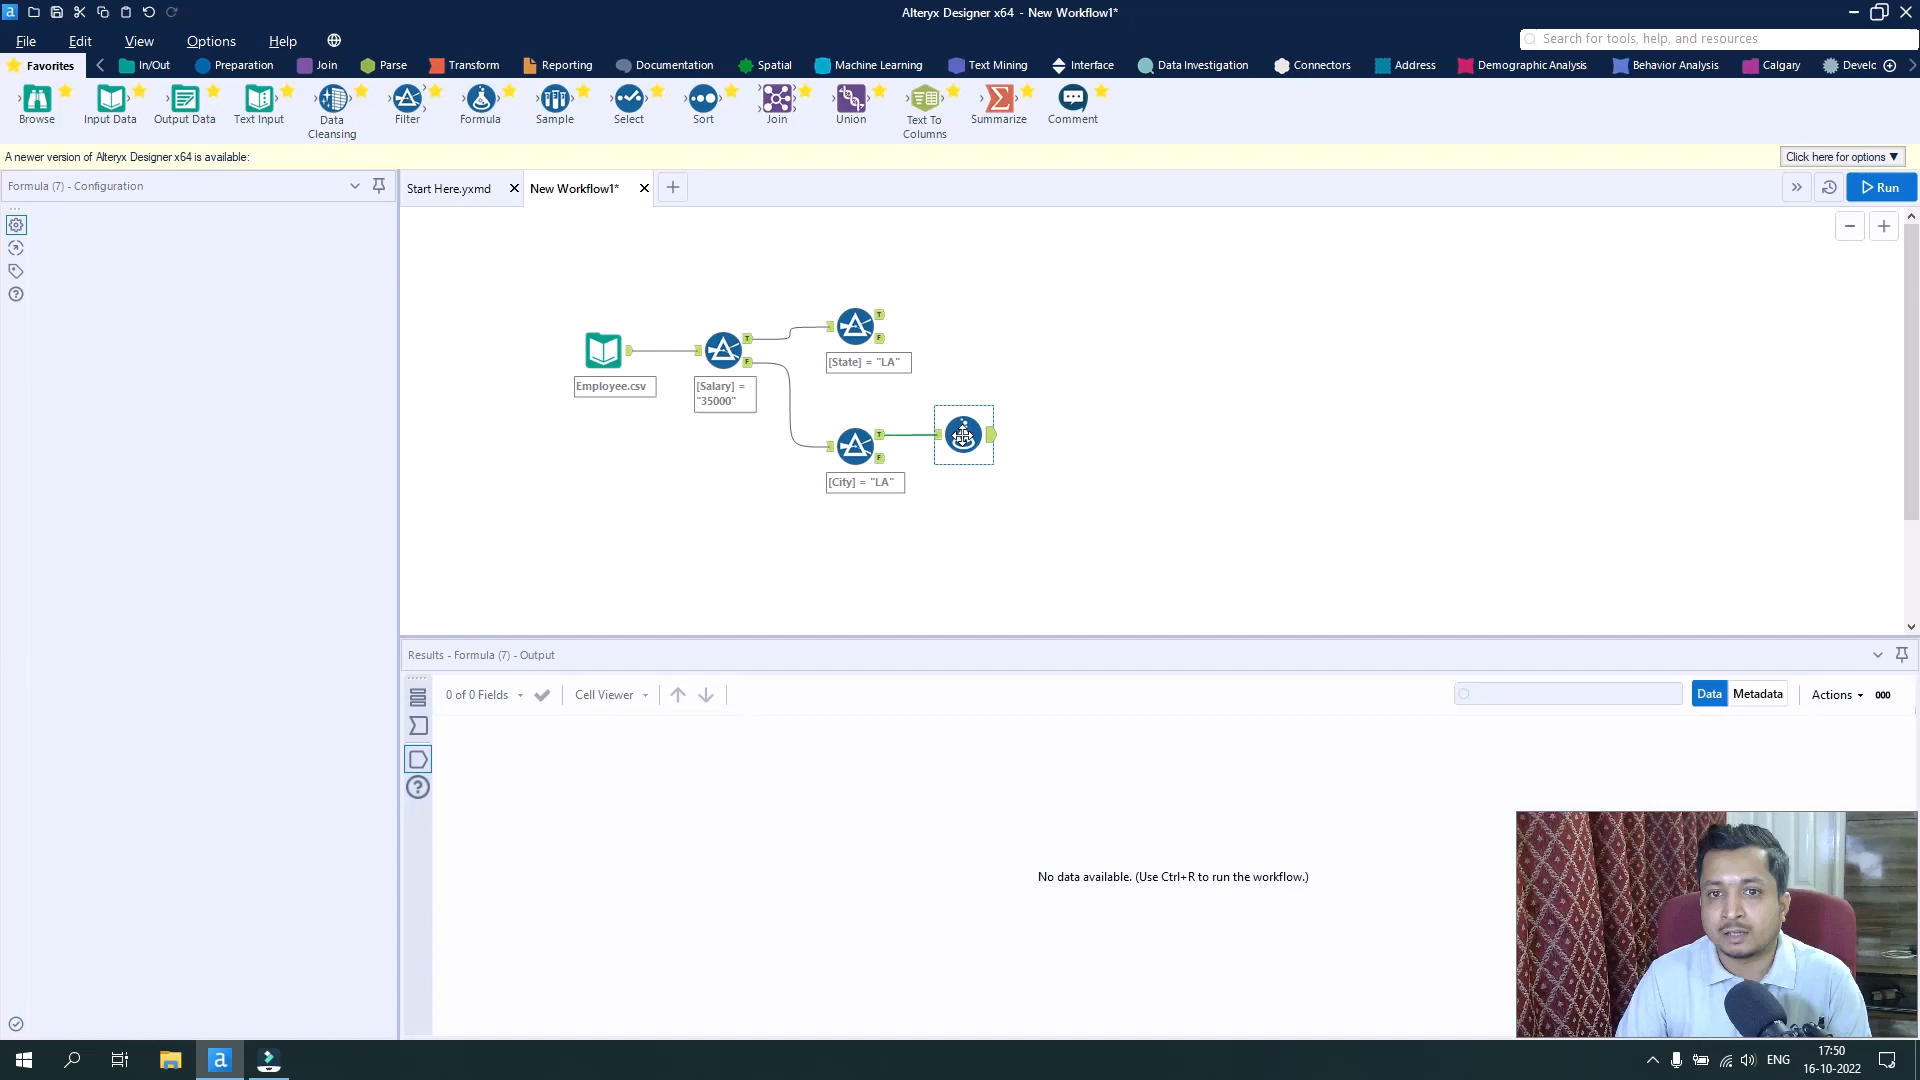 a
Alteryx Designer x64 - New Workflow1*
File Edit View Options Help
Search for tools, help, and resources
Favorites In/Out Preparation Join Parse Transform Reporting Documentation Spatial Machine Learning Text Mining Interface Data Investigation Connectors Address Demographic Analysis Behavior Analysis Calgary Develo
Browse Input Data Output Data Text Input Data Cleansing Filter Formula Sample Select Sort Join Union Text To Columns Summarize Comment
A newer version of Alteryx Designer x64 is available:
Click here for options ▼
Formula (7) - Configuration
Start Here.yxmd
New Workflow1*
Run
T
F
[State] = "LA"
Employee.csv
T
F
[Salary] =
"35000"
T
F
[City] = "LA"
Results - Formula (7) - Output
0 of 0 Fields
Cell Viewer
Data
Metadata
Actions
000
No data available. (Use Ctrl+R to run the workflow.)
a
ENG
17:50
16-10-2022